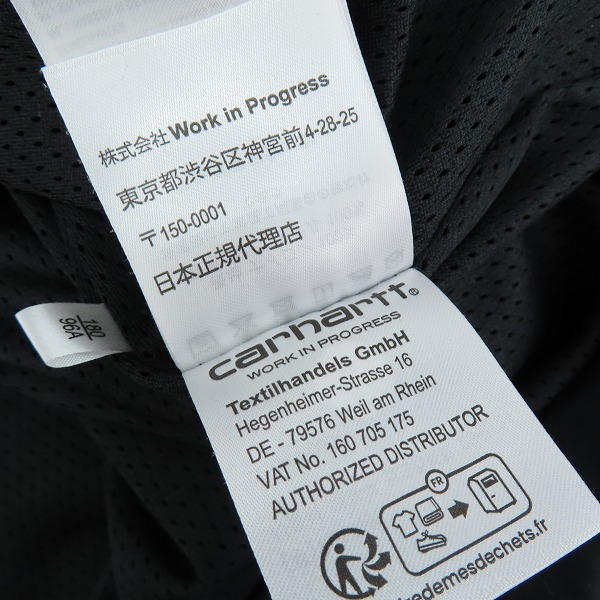 株式会社 Work in Progress
東京都渋谷区神宮前4-28-25
〒150-0001
日本正規代理店
180
96A
carhartt
WORK IN PROGRESS
Textilhandels GmbH
Hegenheimer-Strasse 16
DE - 79576 Weil am Rhein
VAT No. 160 705 175
AUTHORIZED DISTRIBUTOR
FR
redemesdechets.fr